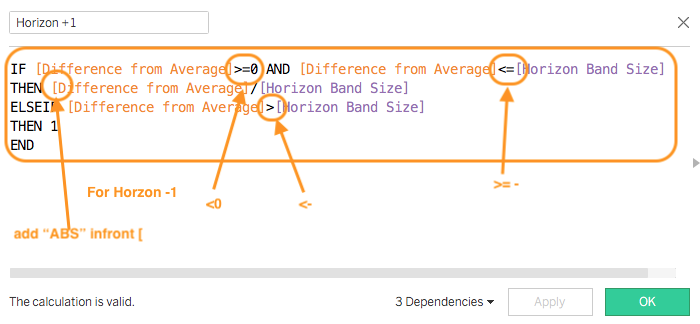 Horizon +1
IF [Difference from Average]>=0 AND [Difference from Average]<=[Horizon Band Size]
THEN [Difference from Average]/[Horizon Band Size]
ELSEIF [Difference from Average]>[Horizon Band Size]
THEN 1
END
For Horzon -1
<0
<-
>= -
add “ABS” infront [
The calculation is valid.
3 Dependencies
Apply
OK